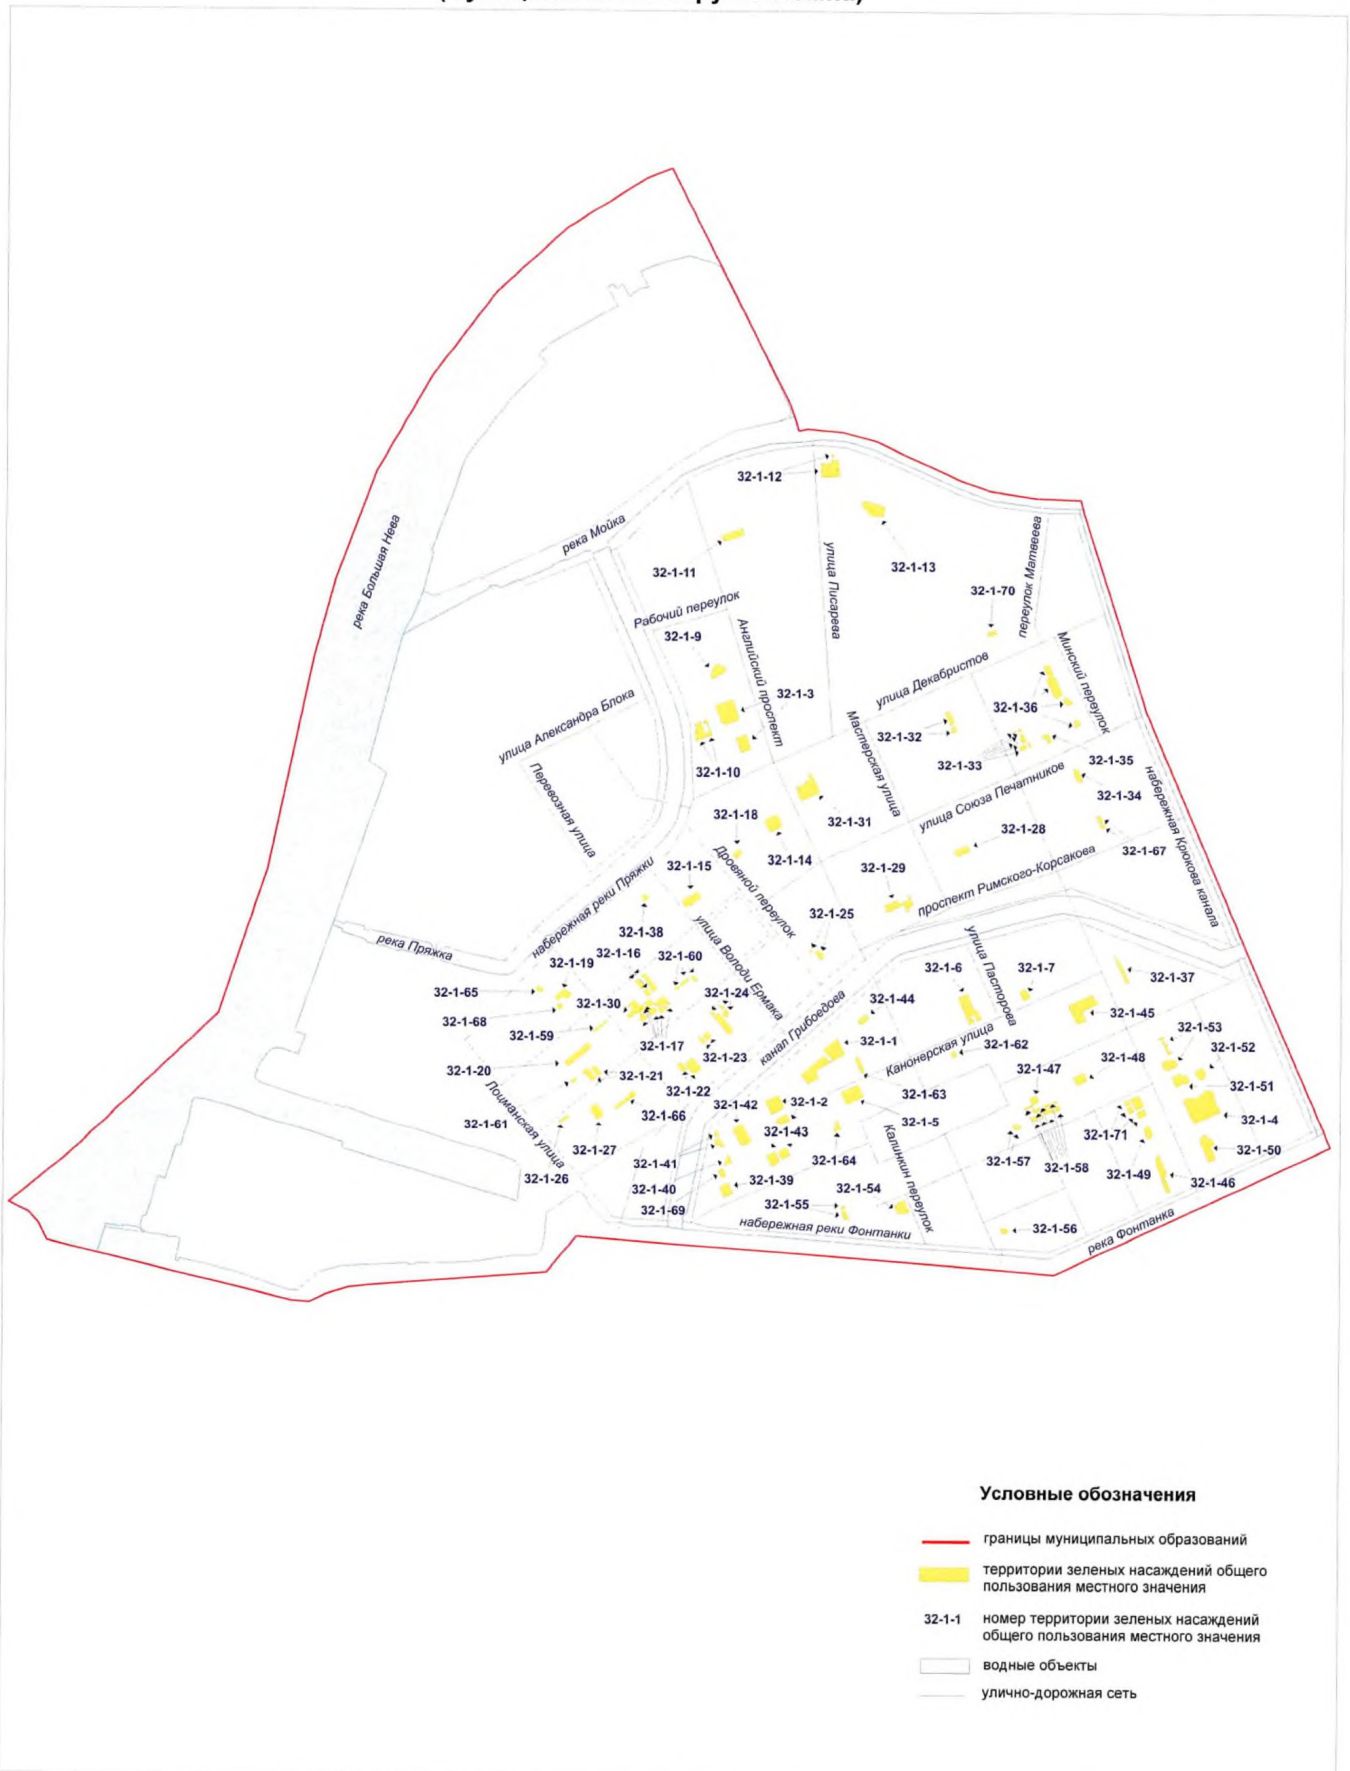 32-1-12
река Мойка
река Большая Нева
32-1-11
32-1-13
улица Писарева
переулок Матвеева
32-1-70
Рабочий переулок
32-1-9
Английский проспект
32-1-3
улица Декабристов
Минский переулок
32-1-36
улица Александра Блока
Мастерская улица
32-1-32
32-1-33
32-1-10
Перевозная улица
32-1-35
улица Союза Печатников
32-1-34
набережная Крюкова канала
32-1-18
32-1-31
32-1-28
32-1-14
32-1-67
Дровяной переулок
32-1-15
32-1-29
проспект Римского-Корсакова
набережная реки Пряжки
32-1-25
32-1-38
улица Володи Ермака
река Пряжка
32-1-16
32-1-60
32-1-19
улица Пасторова
32-1-6
32-1-7
32-1-37
32-1-65
32-1-24
32-1-44
32-1-30
32-1-68
32-1-45
канал Грибоедова
32-1-59
32-1-53
32-1-17
32-1-1
Канонерская улица
32-1-62
32-1-52
32-1-23
32-1-48
32-1-20
32-1-21
32-1-47
32-1-51
32-1-22
32-1-63
32-1-42
32-1-2
32-1-66
32-1-5
32-1-4
32-1-61
Лоцманская улица
32-1-43
32-1-71
32-1-27
32-1-50
32-1-41
32-1-64
32-1-57
32-1-58
32-1-49
32-1-26
32-1-39
Калинкин переулок
32-1-46
32-1-40
32-1-54
32-1-55
32-1-69
набережная реки Фонтанки
32-1-56
река Фонтанка
Условные обозначения
границы муниципальных образований
территории зеленых насаждений общего
пользования местного значения
32-1-1 номер территории зеленых насаждений
общего пользования местного значения
водные объекты
улично-дорожная сеть